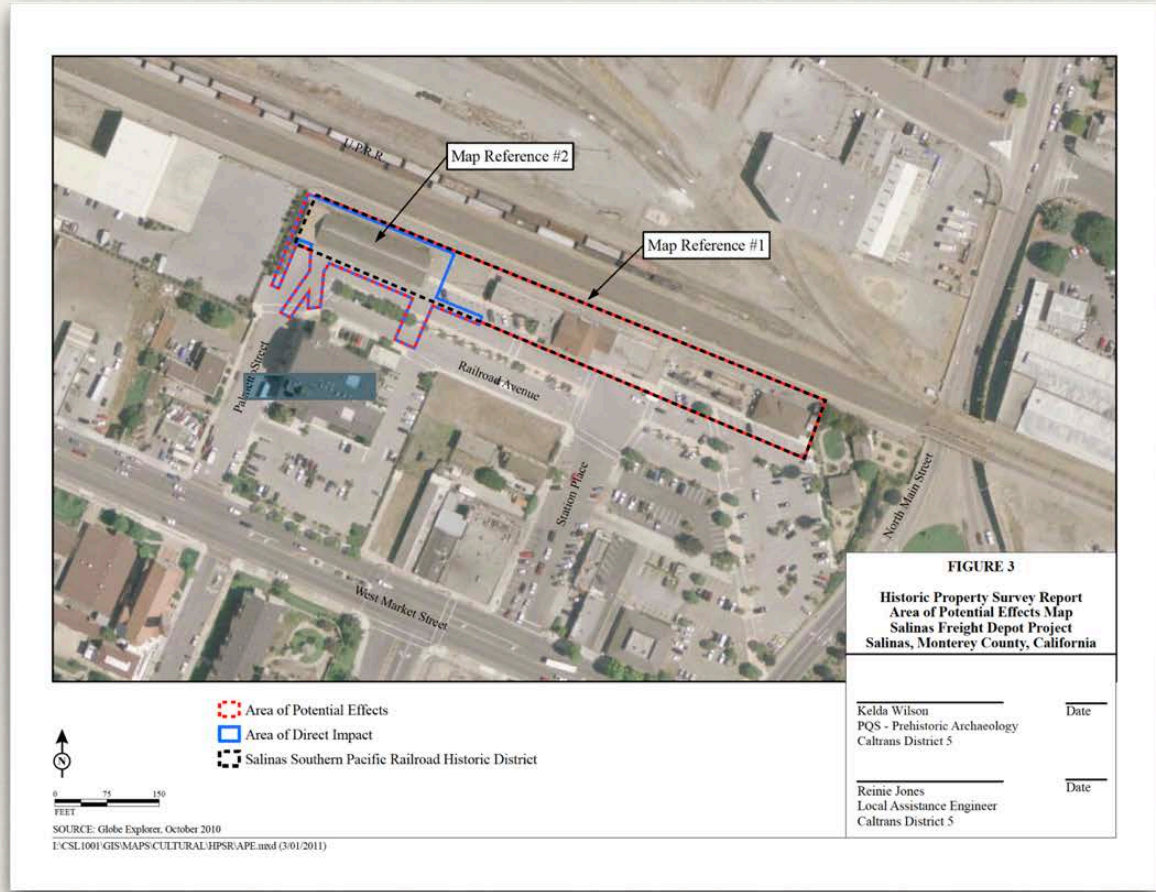 U.P.R.R.
Map Reference #2
Map Reference #1
Palmetto Street
Railroad Avenue
Station Place
North Main Street
West Market Street
FIGURE 3
Historic Property Survey Report
Area of Potential Effects Map
Salinas Freight Depot Project
Salinas, Monterey County, California
Kelda Wilson
Date
PQS - Prehistoric Archaeology
Caltrans District 5
Reinie Jones
Date
Local Assistance Engineer
Caltrans District 5
Area of Potential Effects
Area of Direct Impact
Salinas Southern Pacific Railroad Historic District
N
0 75 150
FEET
SOURCE: Globe Explorer, October 2010
I:\CSL1001\GIS\MAPS\CULTURAL\HPSR\APE.mxd (3/01/2011)